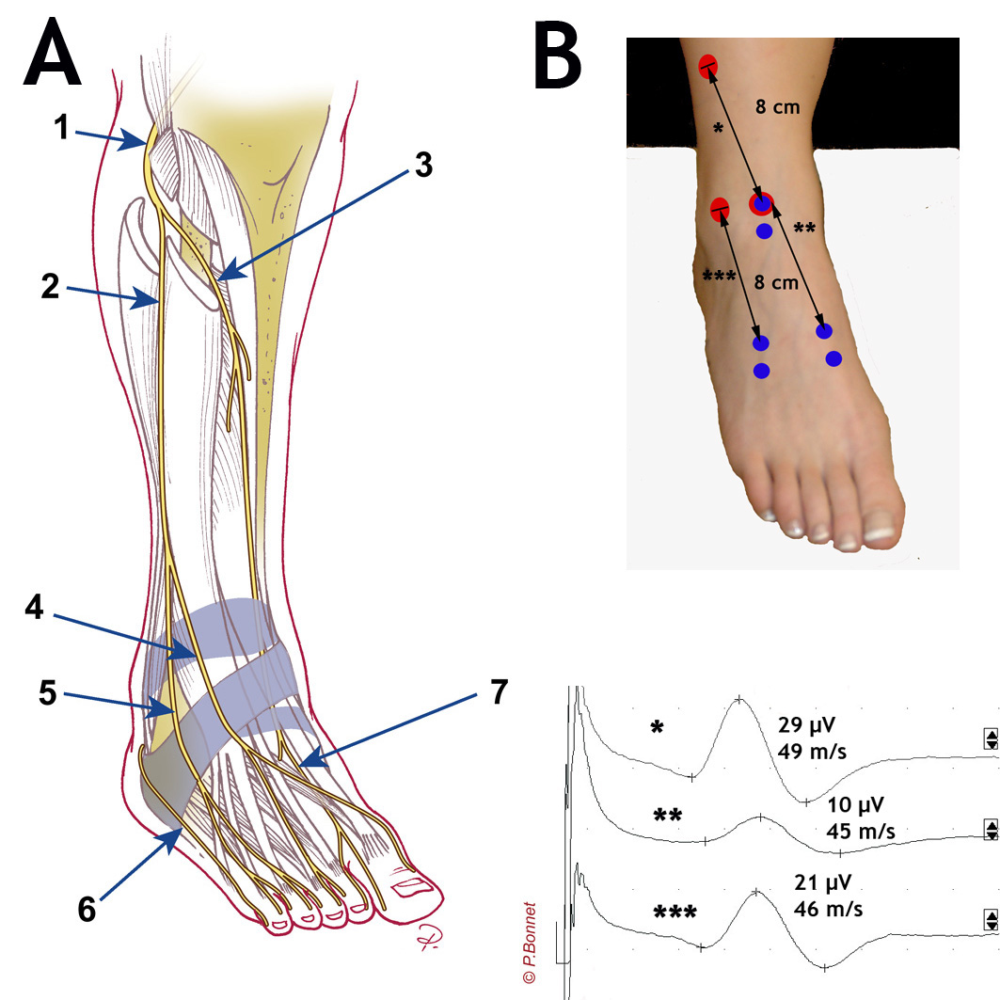 A
B
1
2
3
4
5
6
7
8 cm
*
**
***
8 cm
*
29 µV
49 m/s
**
10 µV
45 m/s
***
21 µV
46 m/s
© P.Bonnet